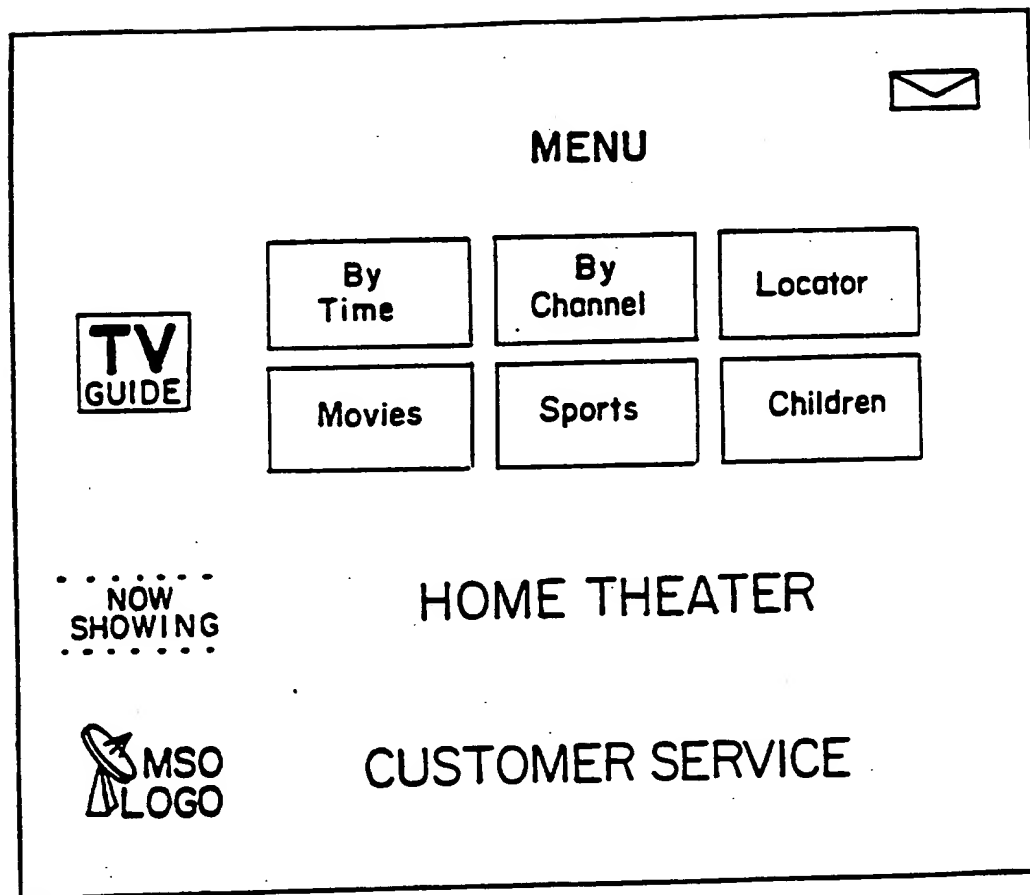 MENU
By
Time
By
Channel
Locator
TV
GUIDE
Movies
Sports
Children
NOW
SHOWING
HOME THEATER
MSO
LOGO
CUSTOMER SERVICE